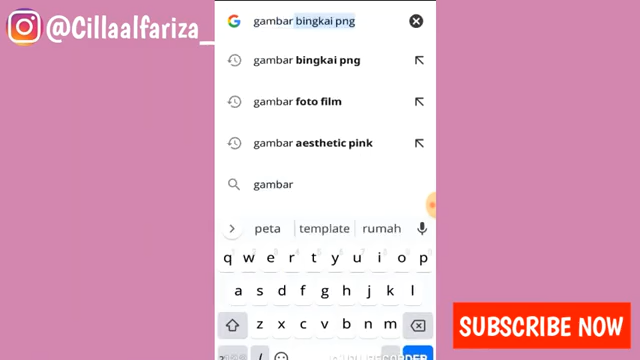 @Cillaalfariza_
gambar bingkai png
gambar bingkai png
gambar foto film
gambar aesthetic pink
gambar
peta template rumah
q w e r t y u i o p
a s d f g h j k l
z x c v b n m
SUBSCRIBE NOW